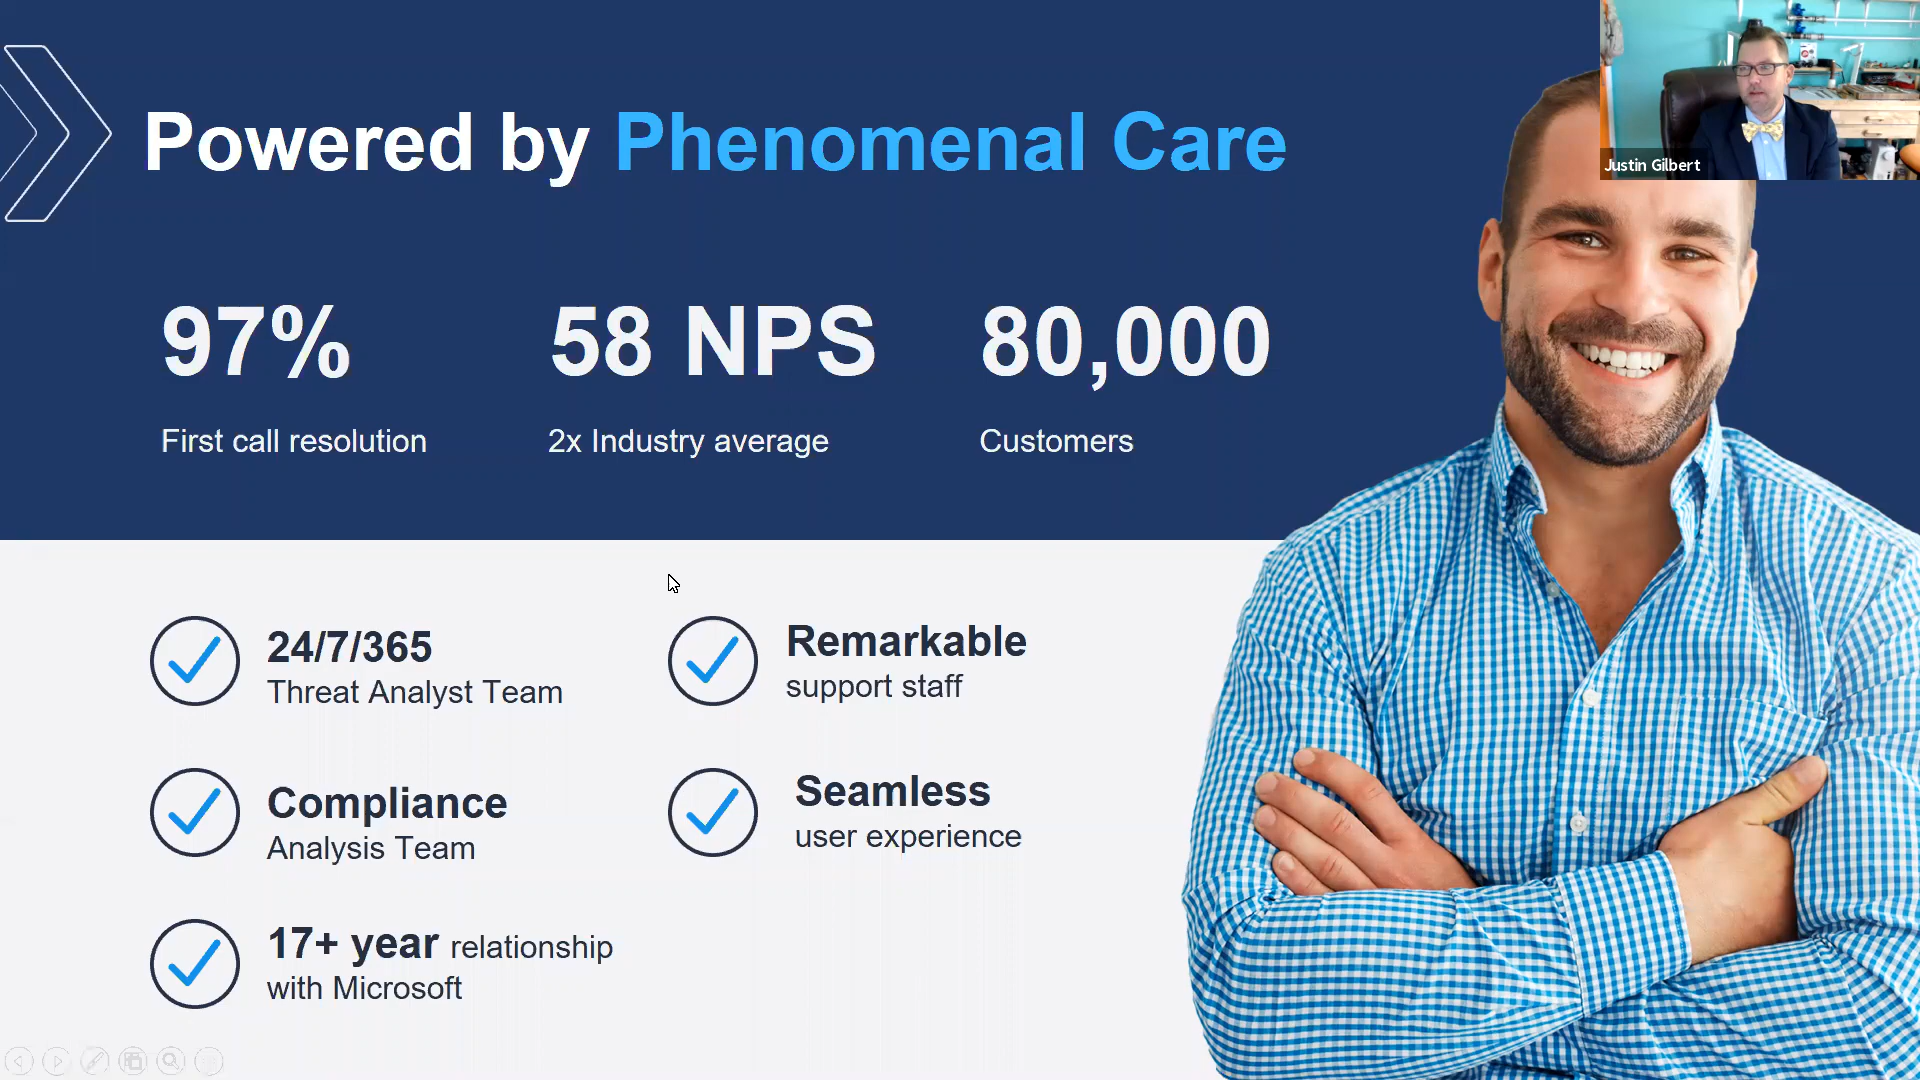 Justin Gilbert
Powered by Phenomenal Care
97%
First call resolution
58 NPS
2x Industry average
80,000
Customers
24/7/365
Threat Analyst Team
Remarkable
support staff
Compliance
Analysis Team
Seamless
user experience
17+ year relationship
with Microsoft